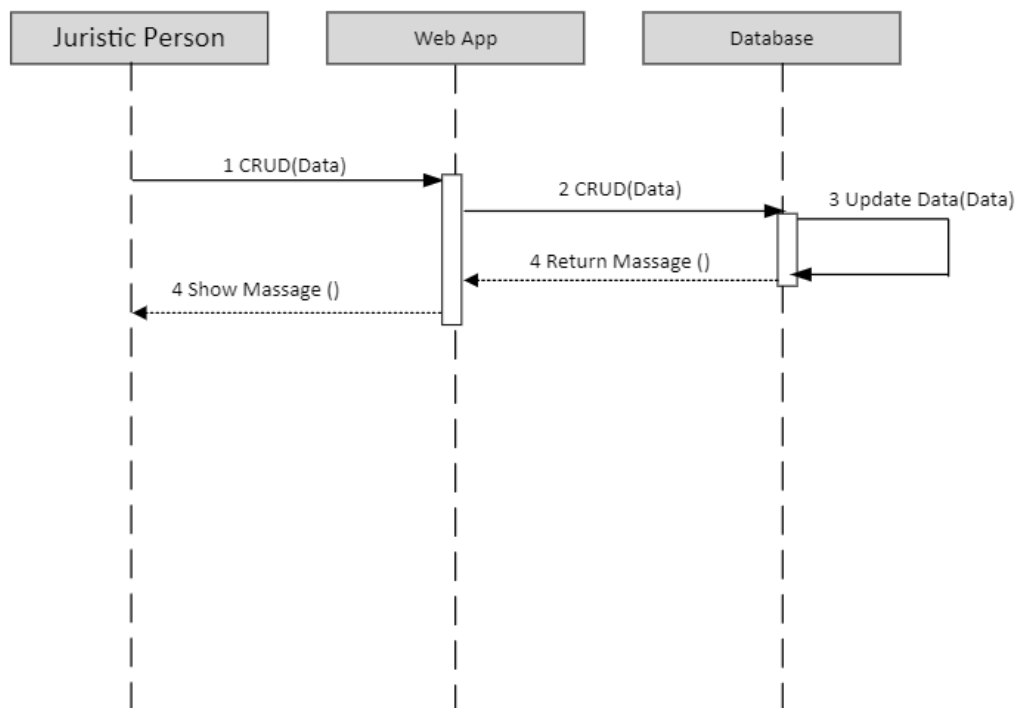 Juristic Person
Web App
Database
1 CRUD(Data)
2 CRUD(Data)
3 Update Data(Data)
4 Return Massage ()
4 Show Massage ()